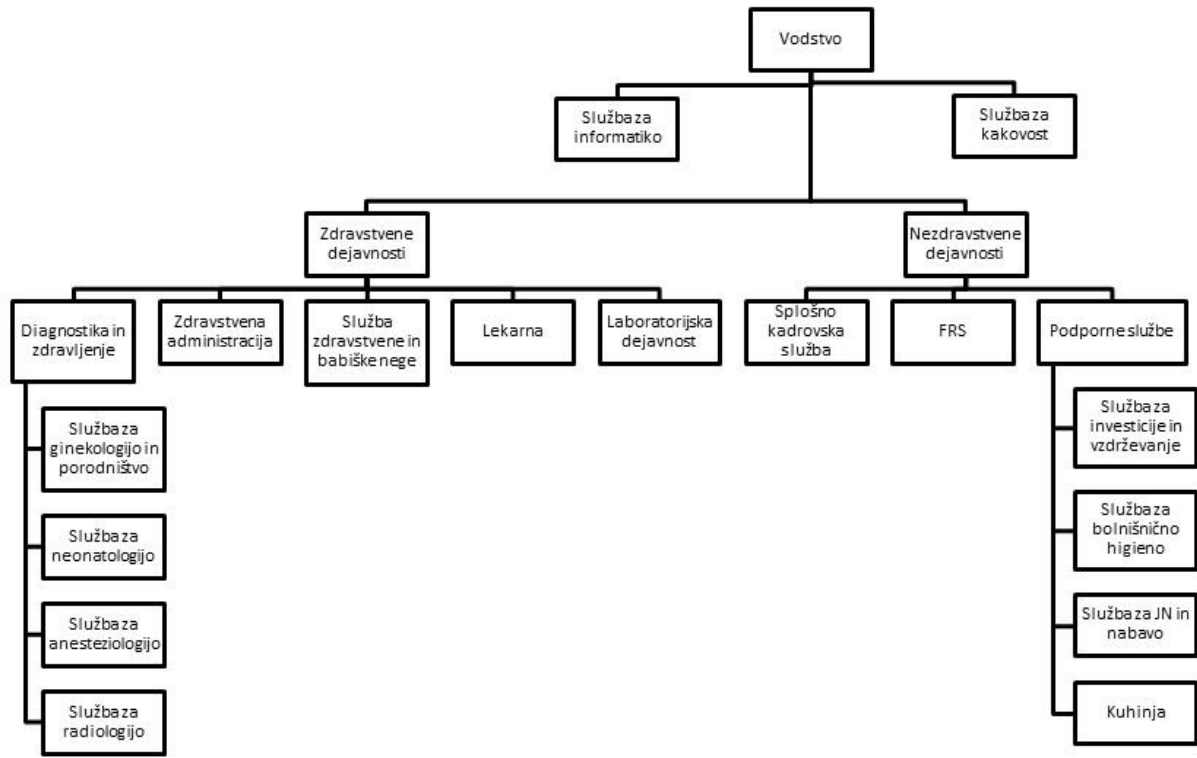 Vodstvo
Služba za
informatiko
Služba za
kakovost
Zdravstvene
dejavnosti
Nezdravstvene
dejavnosti
Diagnostika in
zdravljenje
Zdravstvena
administracija
Služba
zdravstvene in
babiške nege
Lekarna
Laboratorijska
dejavnost
Splošno
kadrovska
služba
FRS
Podporne službe
Služba za
ginekologijo in
porodništvo
Služba za
neonatologijo
Služba za
anesteziologijo
Služba za
radiologijo
Služba za
investicije in
vzdrževanje
Služba za
bolnišnično
higieno
Služba za JN in
nabavo
Kuhinja